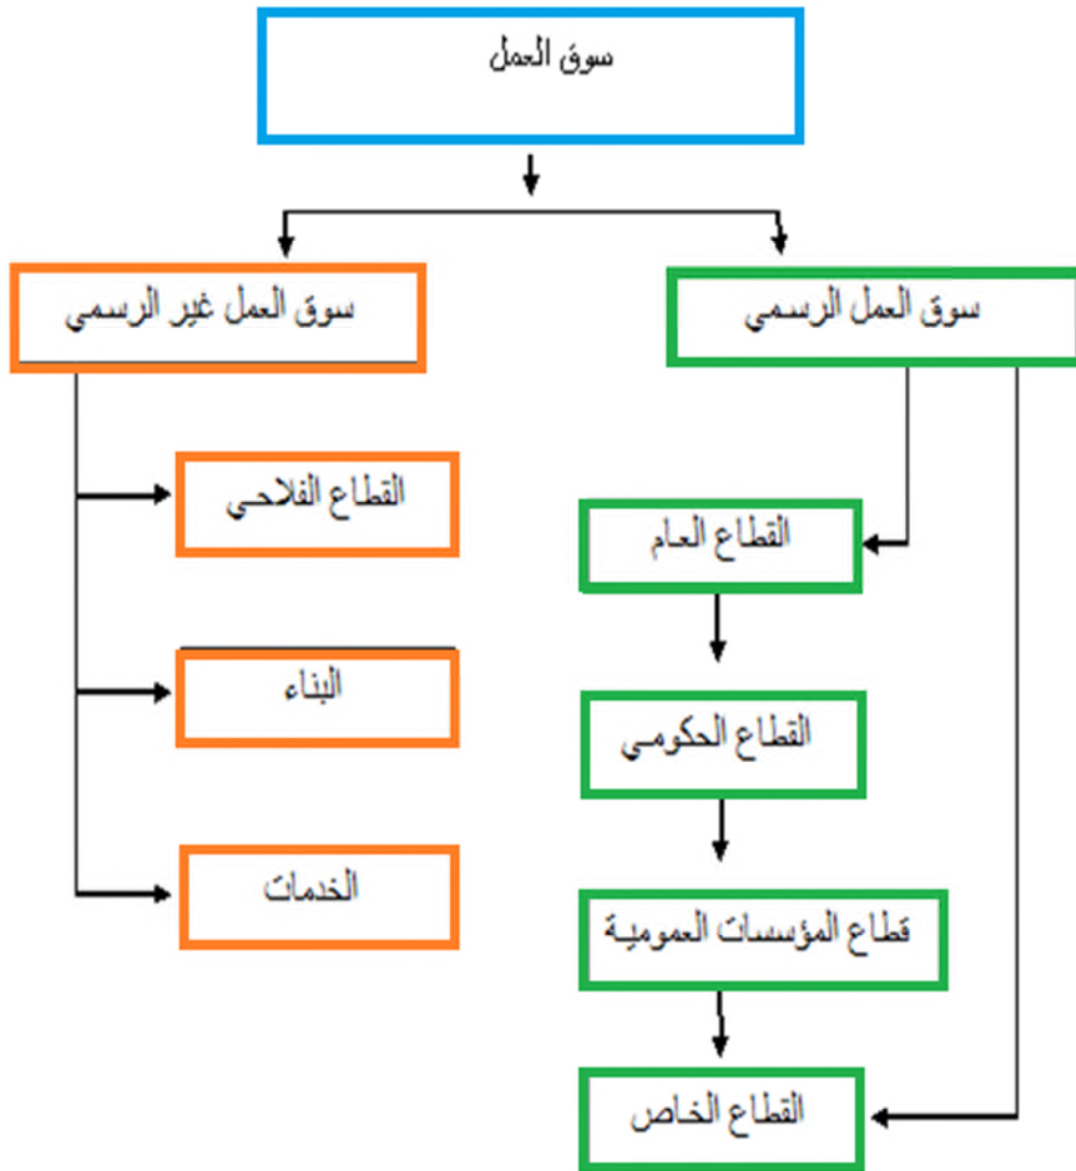 سوق العمل
سوق العمل الرسمي
سوق العمل غير الرسمي
القطاع العام
القطاع الحكومي
قطاع المؤسسات العمومية
القطاع الخاص
القطاع الفلاحي
البناء
الخدمات